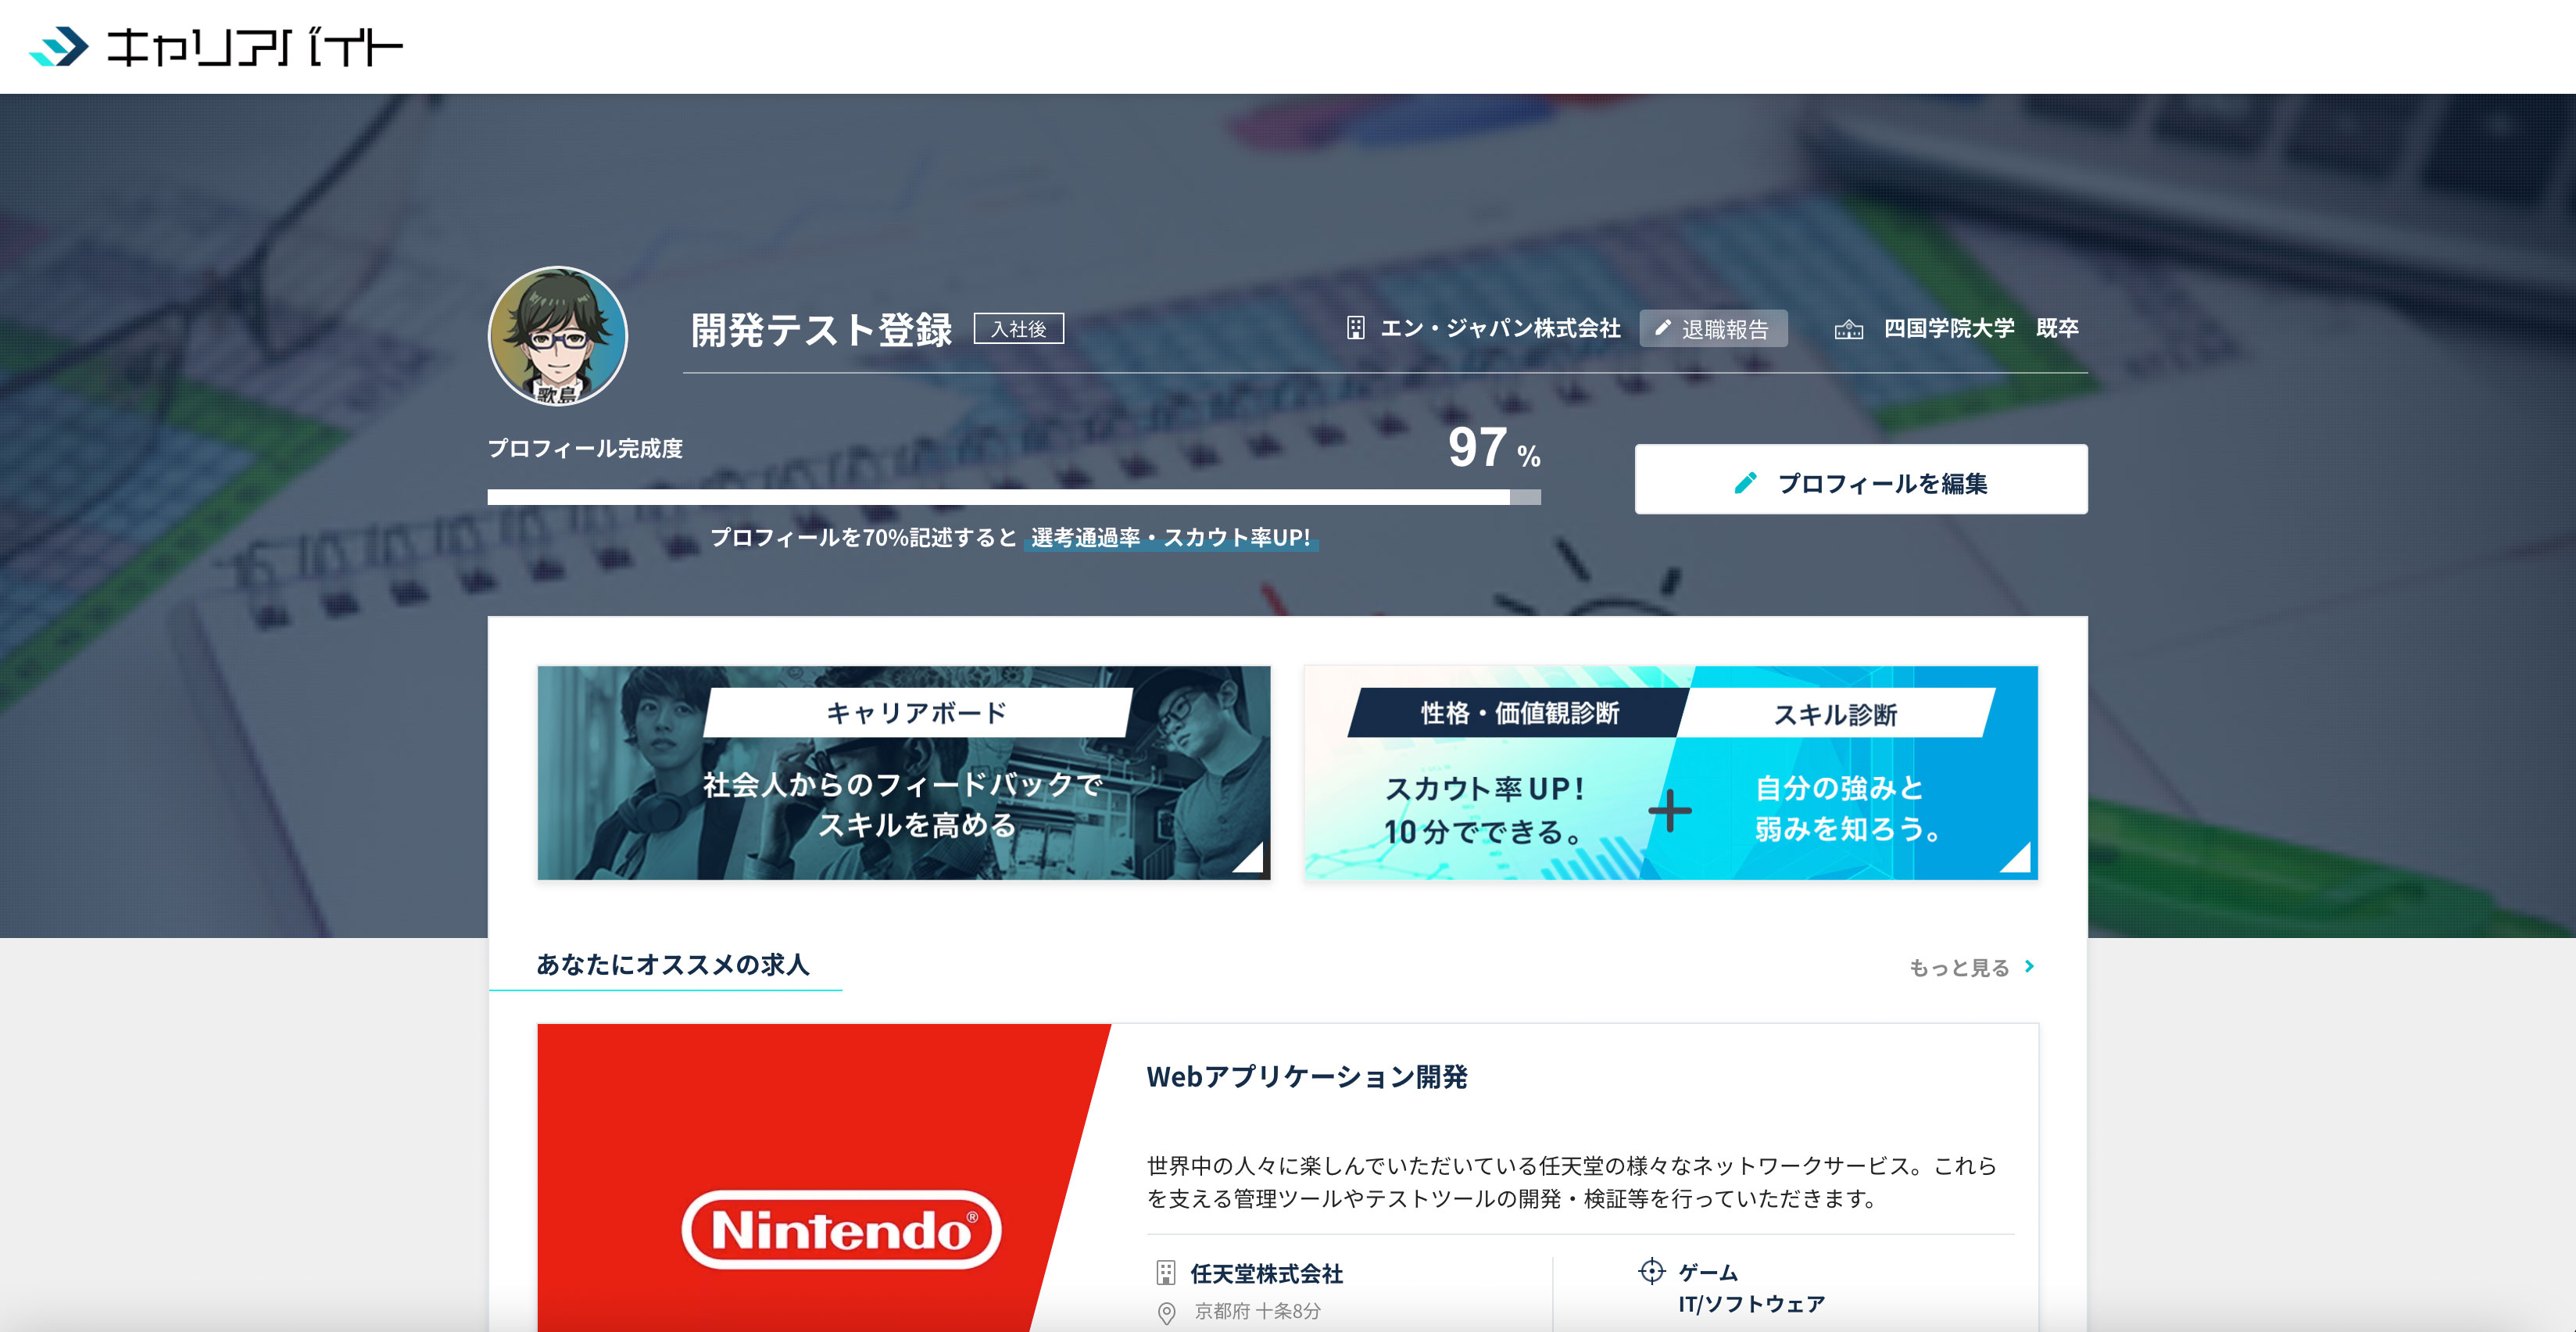 キャリアバイト
開発テスト登録
入社後
エン・ジャパン株式会社
退職報告
四国学院大学 既卒
歌島
プロフィール完成度
97 %
プロフィールを編集
プロフィールを70%記述すると 選考通過率・スカウト率UP!
キャリアボード
社会人からのフィードバックで
スキルを高める
性格・価値観診断
スキル診断
スカウト率UP!
10分でできる。
+
自分の強みと
弱みを知ろう。
あなたにオススメの求人
もっと見る
Nintendo®
Webアプリケーション開発
世界中の人々に楽しんでいただいている任天堂の様々なネットワークサービス。これら
を支える管理ツールやテストツールの開発・検証等を行っていただきます。
任天堂株式会社
京都府 十条8分
ゲーム
IT/ソフトウェア